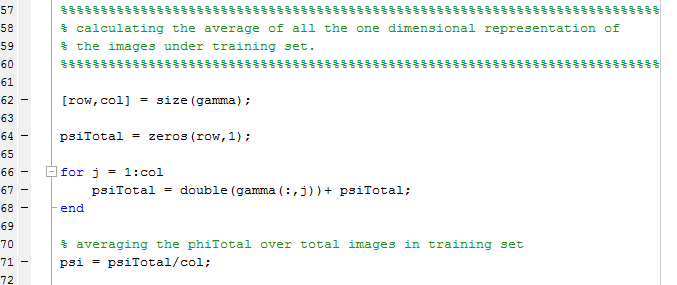 57 %%%%%%%%%%%%%%%%%%%%%%%%%%%%%%%%%%%%%%%%%%%%%%%%%%%%%%%%%%%%%%%%%%%%%%%%%%%%%
58 % calculating the average of all the one dimensional representation of
59 % the images under training set.
60 %%%%%%%%%%%%%%%%%%%%%%%%%%%%%%%%%%%%%%%%%%%%%%%%%%%%%%%%%%%%%%%%%%%%%%%%%%%%%
61
62 – [row,col] = size(gamma);
63
64 – psiTotal = zeros(row,1);
65
66 – for j = 1:col
67 – psiTotal = double(gamma(:,j))+ psiTotal;
68 – end
69
70 % averaging the phiTotal over total images in training set
71 – psi = psiTotal/col;
72